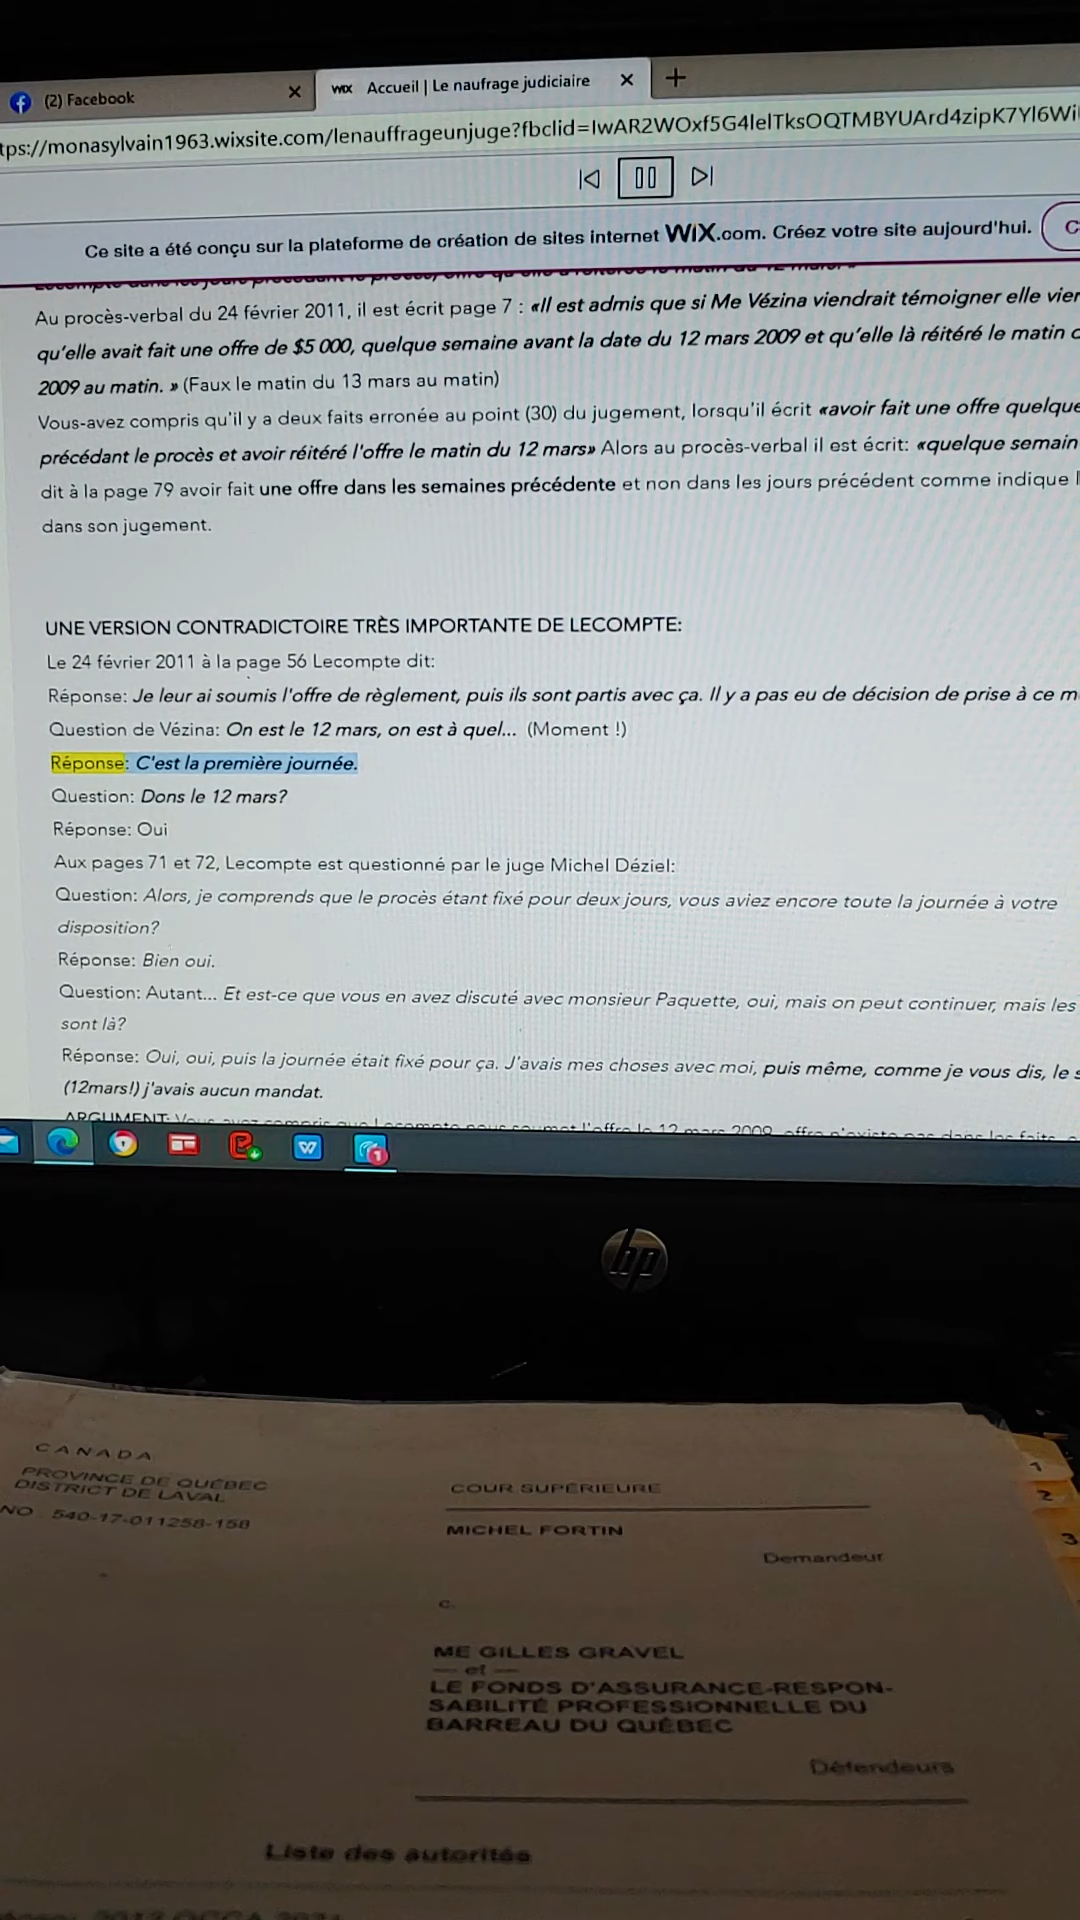 (2) Facebook
WiX Accueil | Le naufrage judiciaire
tps://monasylvain1963.wixsite.com/lenauffrageunjuge?fbclid=IwAR2WOxf5G4lelTksOQTMBYUArd4zipK7Yl6Wi
Ce site a été conçu sur la plateforme de création de sites internet WiX.com. Créez votre site aujourd'hui.
C
Au procès-verbal du 24 février 2011, il est écrit page 7 : «Il est admis que si Me Vézina viendrait témoigner elle vier
qu'elle avait fait une offre de $5 000, quelque semaine avant la date du 12 mars 2009 et qu'elle là réitéré le matin
2009 au matin. » (Faux le matin du 13 mars au matin)
Vous-avez compris qu'il y a deux faits erronée au point (30) du jugement, lorsqu'il écrit «avoir fait une offre quelque
précédant le procès et avoir réitéré l'offre le matin du 12 mars» Alors au procès-verbal il est écrit: «quelque semain
dit à la page 79 avoir fait une offre dans les semaines précédente et non dans les jours précédent comme indique l
dans son jugement.
UNE VERSION CONTRADICTOIRE TRÈS IMPORTANTE DE LECOMPTE:
Le 24 février 2011 à la page 56 Lecompte dit:
Réponse: Je leur ai soumis l'offre de règlement, puis ils sont partis avec ça. Il y a pas eu de décision de prise à ce m
Question de Vézina: On est le 12 mars, on est à quel... (Moment !)
Réponse: C'est la première journée.
Question: Dons le 12 mars?
Réponse: Oui
Aux pages 71 et 72, Lecompte est questionné par le juge Michel Déziel:
Question: Alors, je comprends que le procès étant fixé pour deux jours, vous aviez encore toute la journée à votre
disposition?
Réponse: Bien oui.
Question: Autant... Et est-ce que vous en avez discuté avec monsieur Paquette, oui, mais on peut continuer, mais les
sont là?
Réponse: Oui, oui, puis la journée était fixé pour ça. J'avais mes choses avec moi, puis même, comme je vous dis, le s
(12mars!) j'avais aucun mandat.
hp
CANADA
PROVINCE DE QUÉBEC
DISTRICT DE LAVAL
NO 540-17-011258-158
COUR SUPÉRIEURE
MICHEL FORTIN
Demandeur
c.
ME GILLES GRAVEL
— et —
LE FONDS D'ASSURANCE-RESPON-
SABILITÉ PROFESSIONNELLE DU
BARREAU DU QUÉBEC
Défendeurs
Liste des autorités
1
2
3